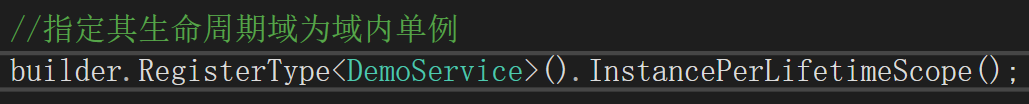 //指定其生命周期域为域内单例
builder.RegisterType<DemoService>().InstancePerLifetimeScope();